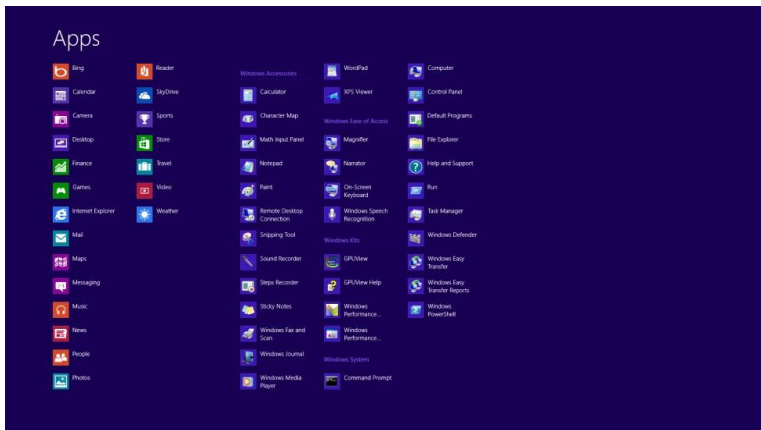 Apps
Bing
Calendar
Camera
Desktop
Finance
Games
Internet Explorer
Mail
Maps
Messaging
Music
News
People
Photos
Reader
SkyDrive
Sports
Store
Travel
Video
Weather
Windows Accessories
Calculator
Character Map
Math Input Panel
Notepad
Paint
Remote Desktop
Connection
Snipping Tool
Sound Recorder
Steps Recorder
Sticky Notes
Windows Fax and
Scan
Windows Journal
Windows Media
Player
WordPad
XPS Viewer
Windows Ease of Access
Magnifier
Narrator
On-Screen
Keyboard
Windows Speech
Recognition
Windows Kits
GPUView
GPUView Help
Windows
Performance...
Windows
Performance...
Windows System
Command Prompt
Computer
Control Panel
Default Programs
File Explorer
Help and Support
Run
Task Manager
Windows Defender
Windows Easy
Transfer
Windows Easy
Transfer Reports
Windows
PowerShell